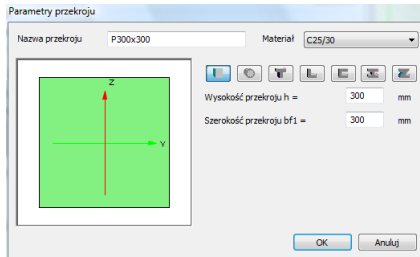 Parametry przekroju
Nazwa przekroju P300x300 Materiał C25/30
Z
Y
Wysokość przekroju h = 300 mm
Szerokość przekroju bf1 = 300 mm
OK Anuluj